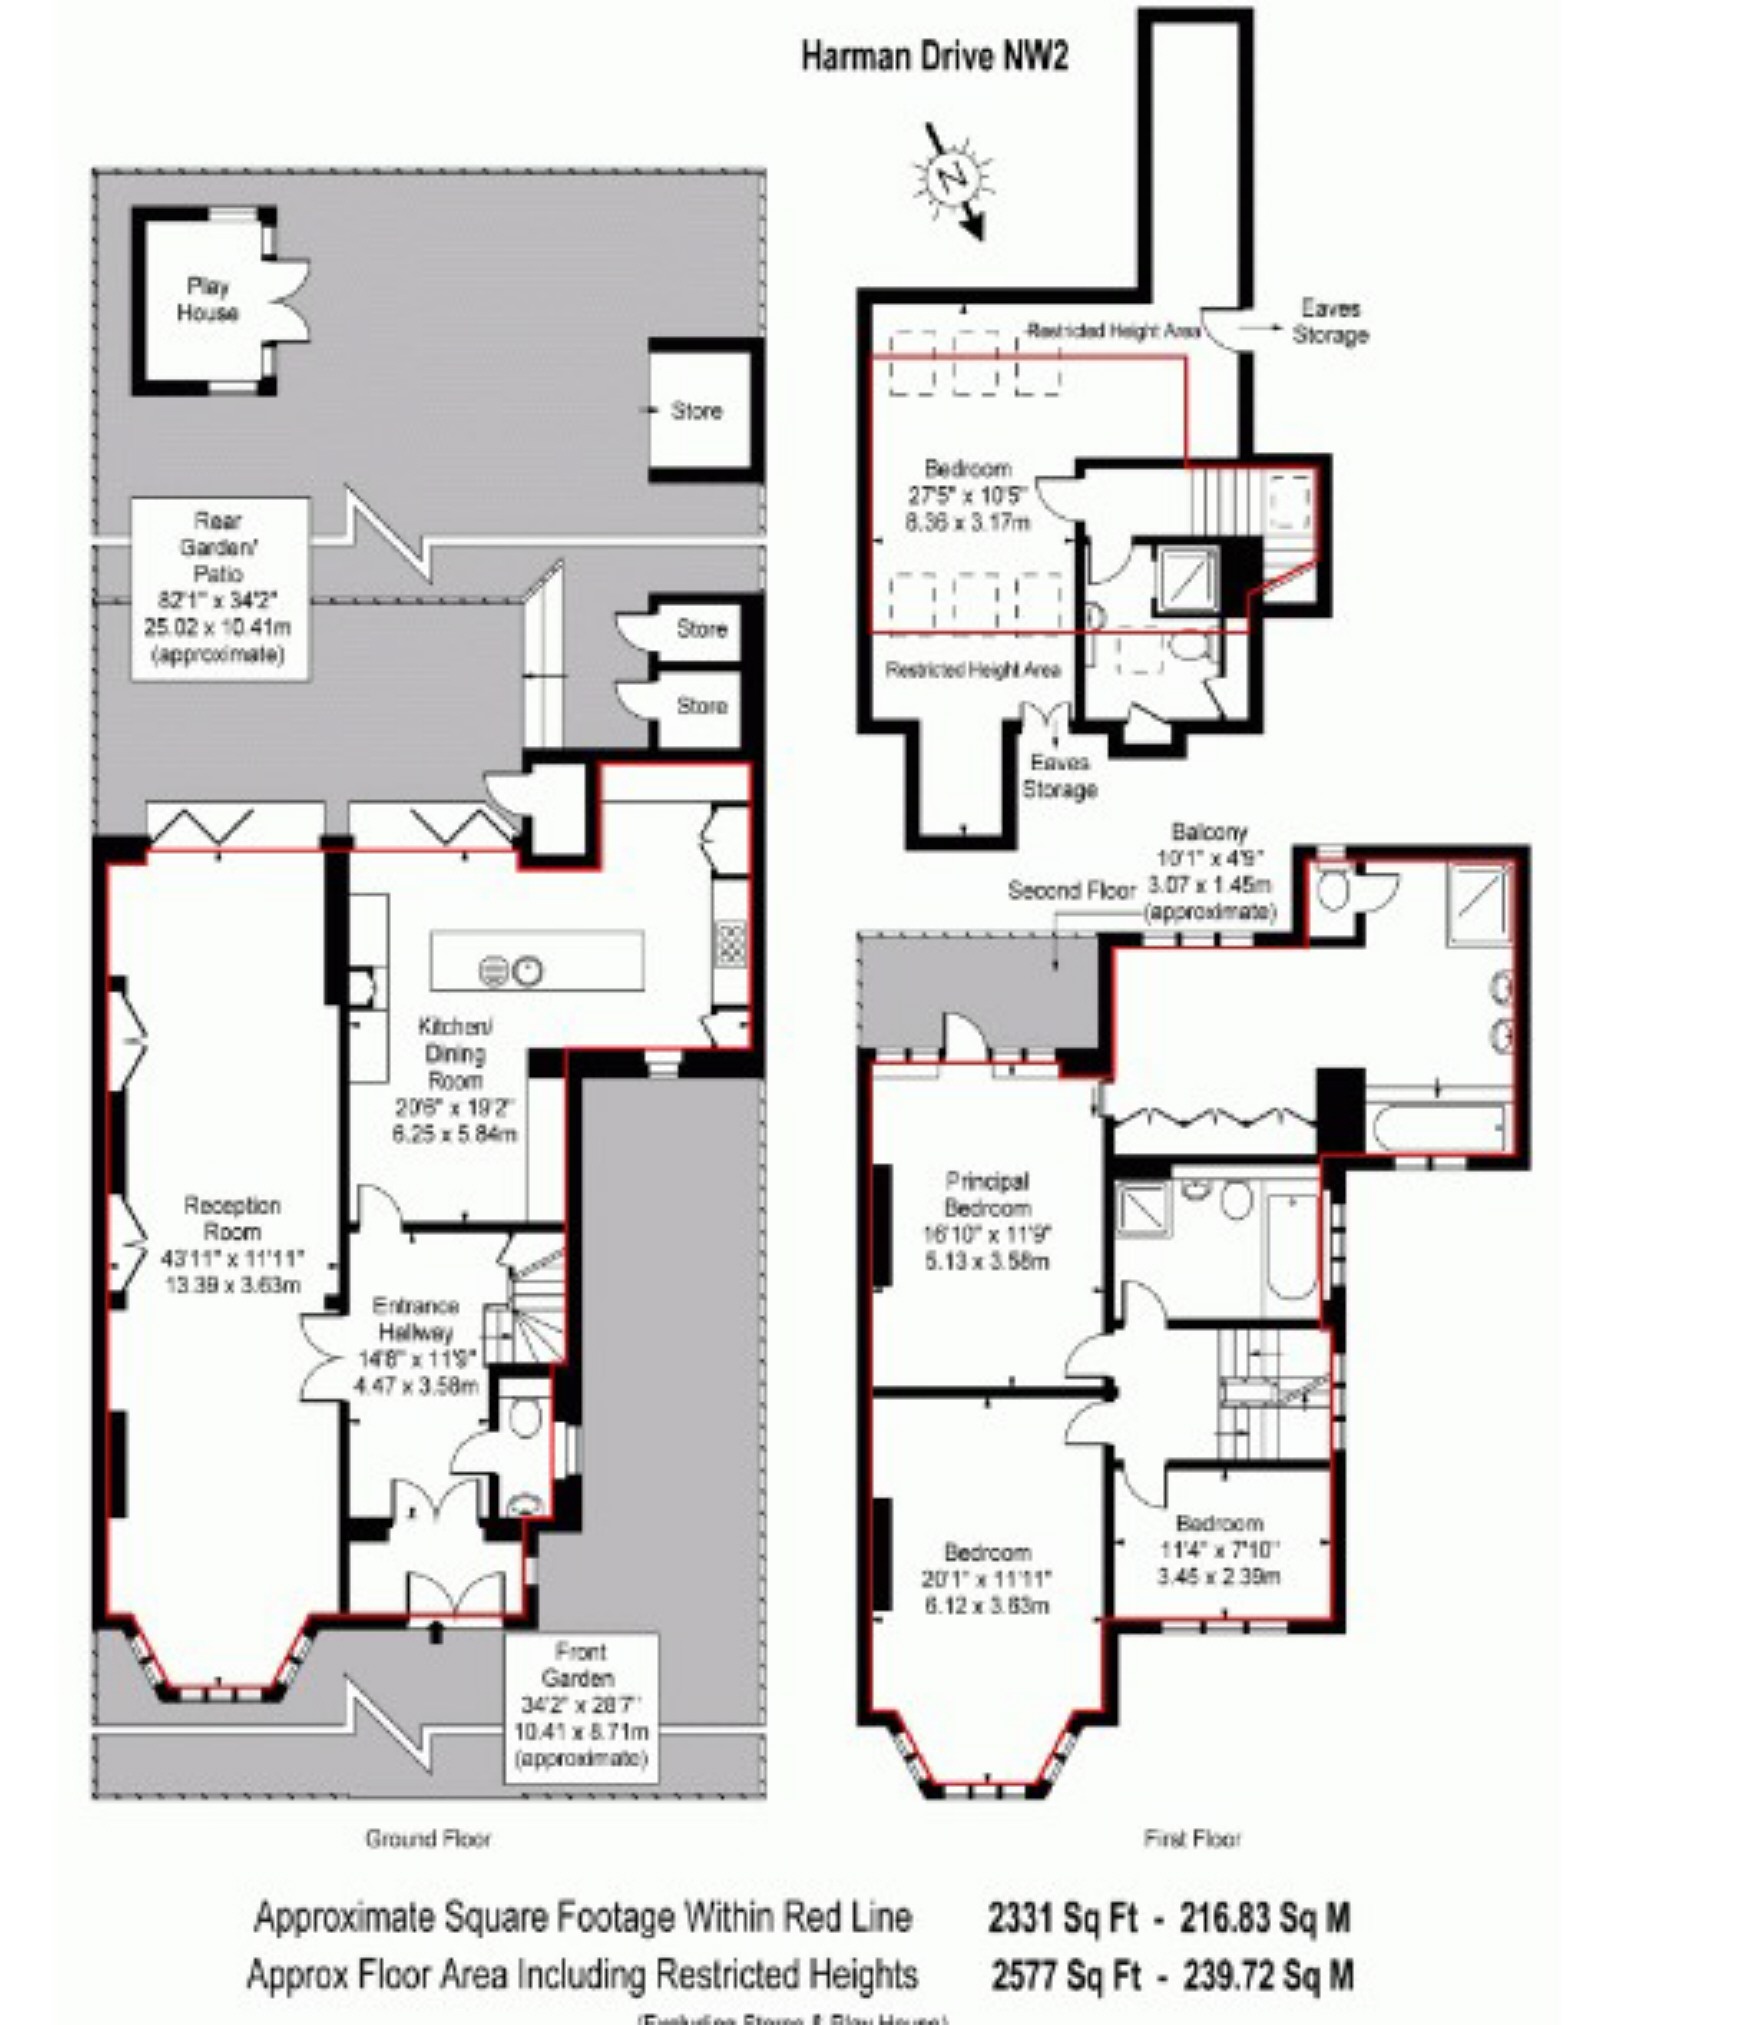 Harman Drive NW2
N
Play
House
Store
Rear
Garden/
Patio
82'1" x 34'2"
25.02 x 10.41m
(approximate)
Store
Store
Kitchen/
Dining
Room
20'6" x 19'2"
6.25 x 5.84m
Reception
Room
43'11" x 11'11"
13.39 x 3.63m
Entrance
Hallway
14'8" x 11'9"
4.47 x 3.58m
Front
Garden
34'2" x 28'7"
10.41 x 8.71m
(approximate)
Ground Floor
Restricted Height Area
Eaves
Storage
Bedroom
27'5" x 10'5"
8.36 x 3.17m
Restricted Height Area
Eaves
Storage
Second Floor
Balcony
10'1" x 4'9"
3.07 x 1.45m
(approximate)
Principal
Bedroom
16'10" x 11'9"
5.13 x 3.58m
Bedroom
20'1" x 11'11"
6.12 x 3.63m
Bedroom
11'4" x 7'10"
3.45 x 2.39m
First Floor
Approximate Square Footage Within Red Line 2331 Sq Ft - 216.83 Sq M
Approx Floor Area Including Restricted Heights 2577 Sq Ft - 239.72 Sq M
(Excluding Stores & Play House)